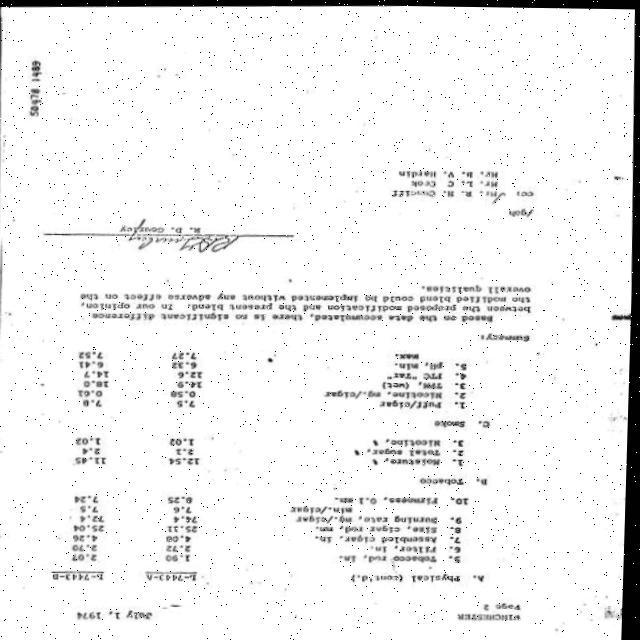 WINCHESTER
Page 2
July 1, 1974
A. Physical (cont'd.) L-7443-A L-7443-B
5. Tobacco rod, in. 1.90 2.07
6. Filter, in. 2.72 2.70
7. Assembled cigar, in. 4.08 4.26
8. Size, cigar rod, mm. 25.11 25.04
9. Burning rate, mg./cigar 74.4 72.4
min./cigar 7.6 7.5
10. Firmness, 0.1 mm. 8.25 7.24
B. Tobacco
1. Moisture, % 12.54 11.45
2. Total sugar, % 2.1 2.4
3. Nicotine, % 1.02 1.02
C. Smoke
1. Puff/cigar 7.5 7.8
2. Nicotine, mg./cigar 0.58 0.61
3. TPM, (wet) 14.9 18.0
4. FTC "Tar" 12.6 14.7
5. pH, min. 6.32 6.41
max. 7.27 7.52
Summary:
Based on the data accumulated, there is no significant difference
between the proposed modification and the present blend. In our opinion,
the modified blend could be implemented without any adverse effect on the
overall qualities.
R. D. Gourley
/gch
cc: Mr. R. H. Cundiff
Mr. L. C. Cook
Mr. D. V. Hardin
50478 1489